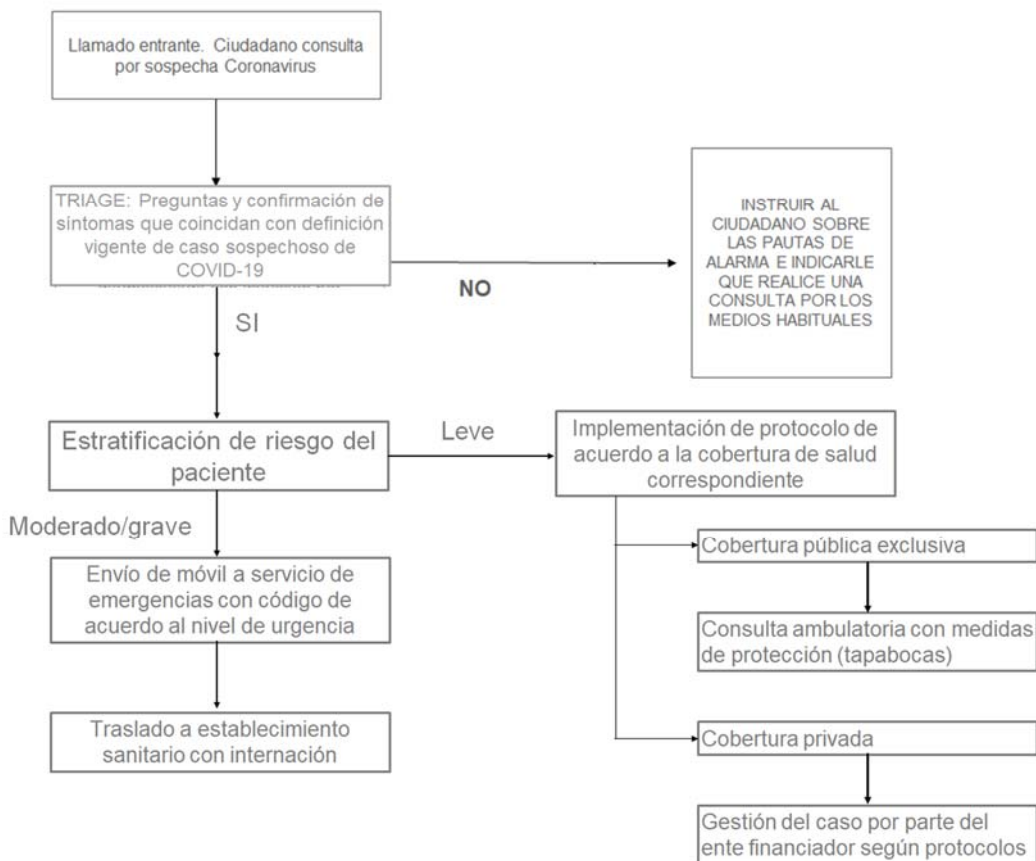 Llamado entrante. Ciudadano consulta
por sospecha Coronavirus
TRIAGE: Preguntas y confirmación de
síntomas que coincidan con definición
vigente de caso sospechoso de
COVID-19
NO
INSTRUIR AL
CIUDADANO SOBRE
LAS PAUTAS DE
ALARMA E INDICARLE
QUE REALICE UNA
CONSULTA POR LOS
MEDIOS HABITUALES
SI
Estratificación de riesgo del
paciente
Leve
Implementación de protocolo de
acuerdo a la cobertura de salud
correspondiente
Moderado/grave
Envío de móvil a servicio de
emergencias con código de
acuerdo al nivel de urgencia
Traslado a establecimiento
sanitario con internación
Cobertura pública exclusiva
Consulta ambulatoria con medidas
de protección (tapabocas)
Cobertura privada
Gestión del caso por parte del
ente financiador según protocolos